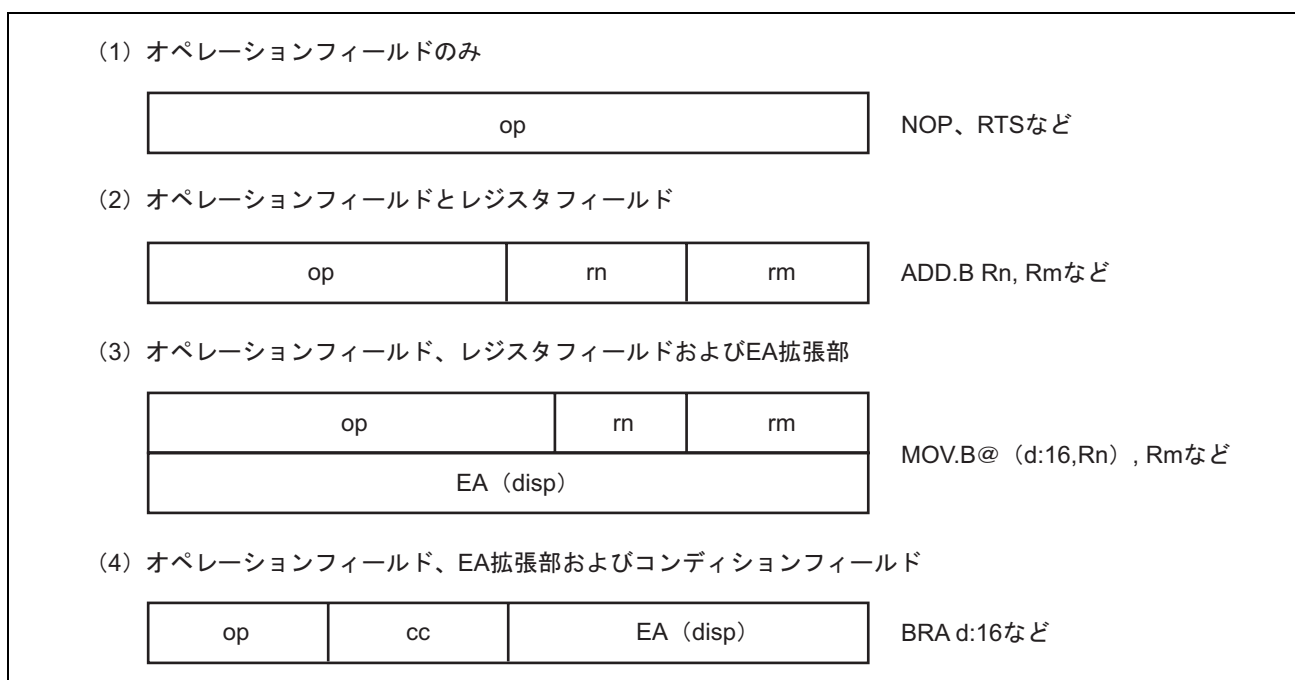 （1）オペレーションフィールドのみ
op
NOP、RTSなど
（2）オペレーションフィールドとレジスタフィールド
op rn rm
ADD.B Rn, Rmなど
（3）オペレーションフィールド、レジスタフィールドおよびEA拡張部
op rn rm
EA（disp）
MOV.B＠（d:16,Rn）, Rmなど
（4）オペレーションフィールド、EA拡張部およびコンディションフィールド
op cc EA（disp）
BRA d:16など